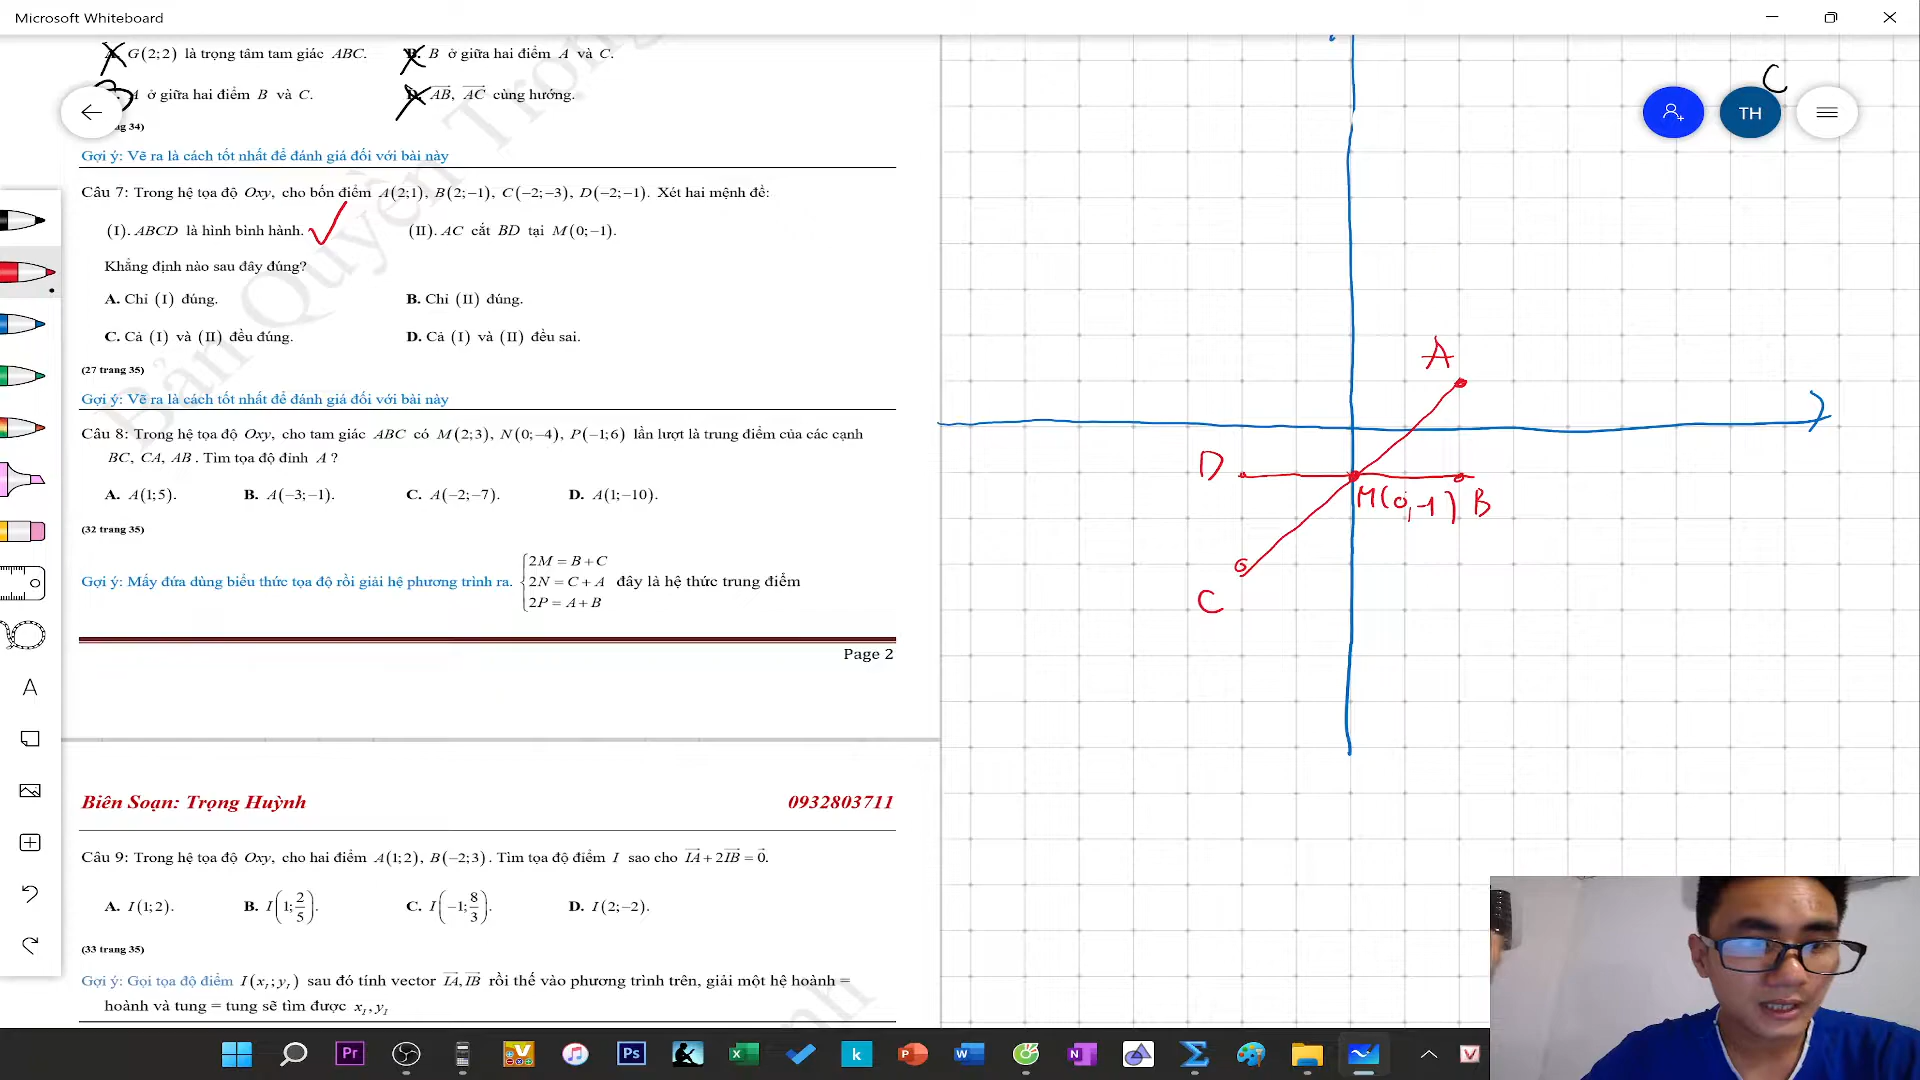 Microsoft Whiteboard
G(2;2) là trọng tâm tam giác ABC. B. B ở giữa hai điểm A và C.
A ở giữa hai điểm B và C. D. AB, AC cùng hướng.
g 34)
Gợi ý: Vẽ ra là cách tốt nhất để đánh giá đối với bài này
Câu 7: Trong hệ tọa độ Oxy, cho bốn điểm A(2;1), B(2;−1), C(−2;−3), D(−2;−1). Xét hai mệnh đề:
(I). ABCD là hình bình hành. (II). AC cắt BD tại M(0;−1).
Khẳng định nào sau đây đúng?
A. Chỉ (I) đúng. B. Chỉ (II) đúng.
C. Cả (I) và (II) đều đúng. D. Cả (I) và (II) đều sai.
(27 trang 35)
Gợi ý: Vẽ ra là cách tốt nhất để đánh giá đối với bài này
Câu 8: Trong hệ tọa độ Oxy, cho tam giác ABC có M(2;3), N(0;−4), P(−1;6) lần lượt là trung điểm của các cạnh
BC, CA, AB. Tìm tọa độ đỉnh A?
A. A(1;5). B. A(−3;−1). C. A(−2;−7). D. A(1;−10).
(32 trang 35)
Gợi ý: Mấy đứa dùng biểu thức tọa độ rồi giải hệ phương trình ra. {2M = B+C
2N = C+A đây là hệ thức trung điểm
2P = A+B
Page 2
Biên Soạn: Trọng Huỳnh 0932803711
Câu 9: Trong hệ tọa độ Oxy, cho hai điểm A(1;2), B(−2;3). Tìm tọa độ điểm I sao cho IA+2IB=0.
A. I(1;2). B. I(1;2/5). C. I(−1;8/3). D. I(2;−2).
(33 trang 35)
Gợi ý: Gọi tọa độ điểm I(x_I;y_I) sau đó tính vector IA,IB rồi thế vào phương trình trên, giải một hệ hoành =
hoành và tung = tung sẽ tìm được x_I,y_I
Bản Quyền Trọng
C
TH
A
D
M(0,-1) B
C